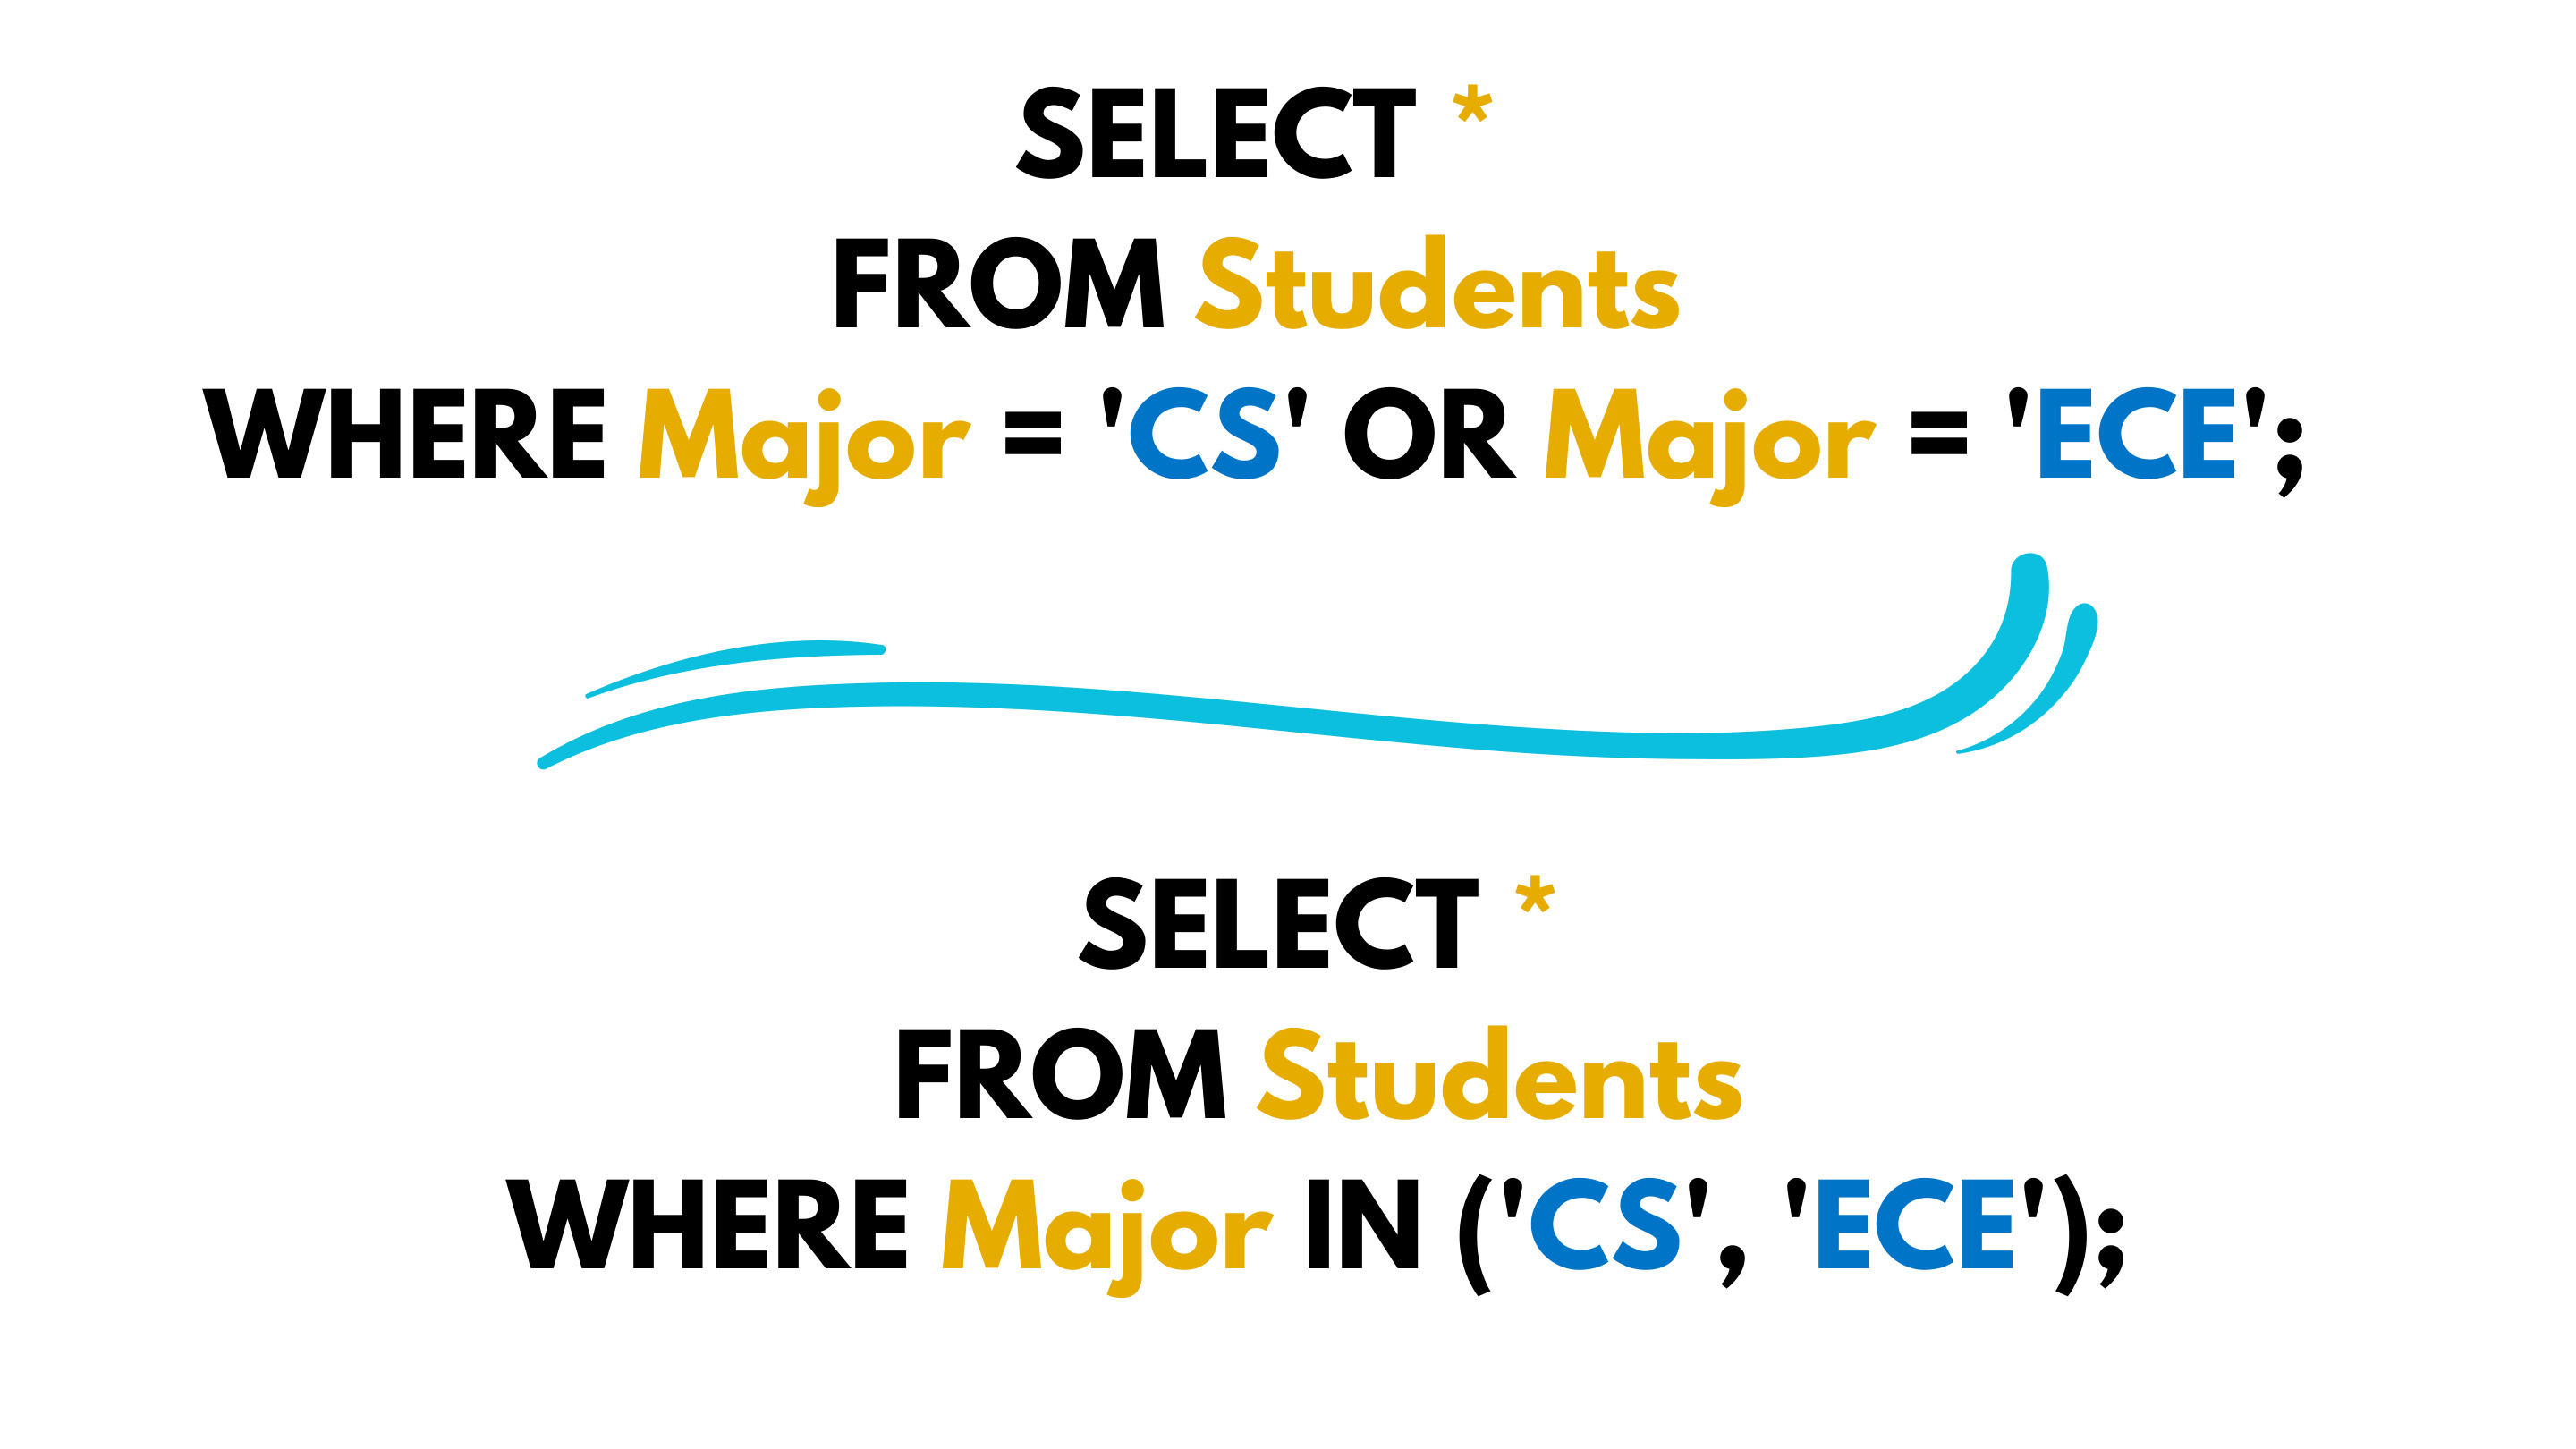 SELECT *
FROM Students
WHERE Major = 'CS' OR Major = 'ECE';
SELECT *
FROM Students
WHERE Major IN ('CS', 'ECE');